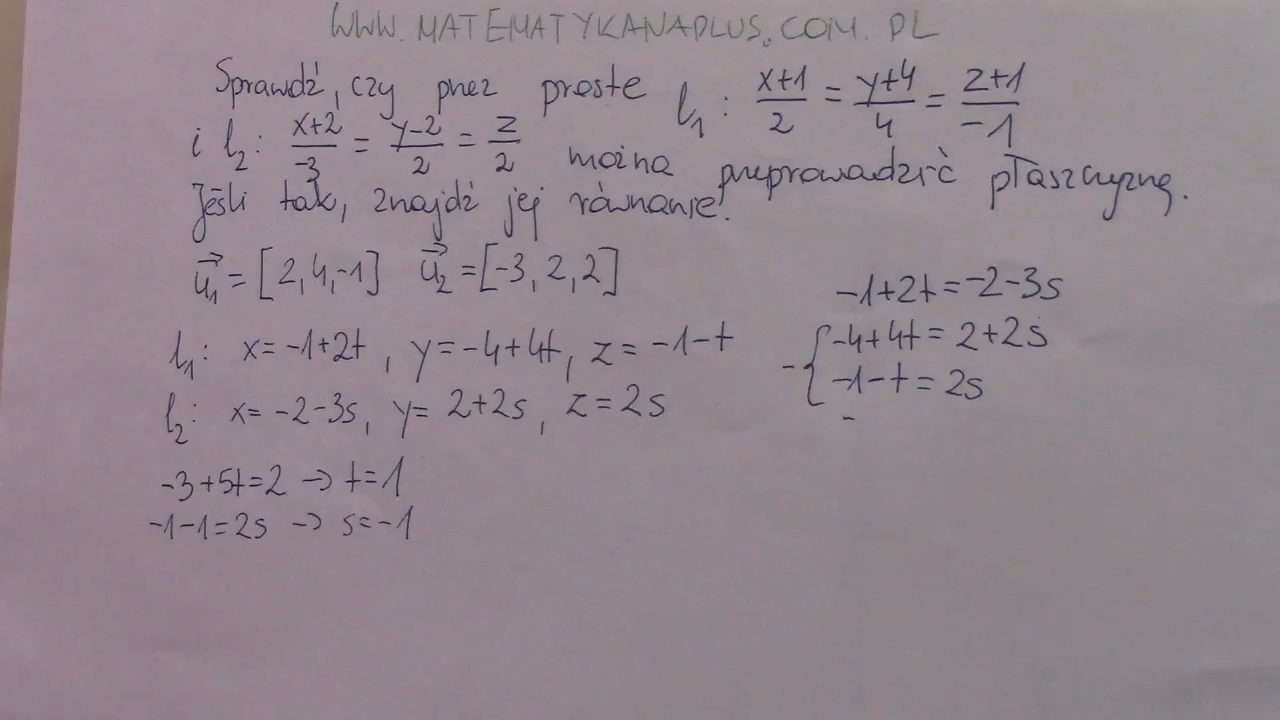 WWW.MATEMATYKANAPLUS.COM.PL
Sprawdź, czy przez proste l₁: (x+1)/2 = (y+4)/4 = (z+1)/-1
i l₂: (x+2)/-3 = (y-2)/2 = z/2 można przeprowadzić płaszczyznę.
Jeśli tak, znajdź jej równanie.
u₁→ = [2,4,-1] u₂→ = [-3,2,2]
l₁: x=-1+2t, y=-4+4t, z=-1-t
l₂: x=-2-3s, y=2+2s, z=2s
-3+5t=2 → t=1
-1-1=2s → s=-1
-1+2t=-2-3s
- { -4+4t=2+2s
-1-t=2s